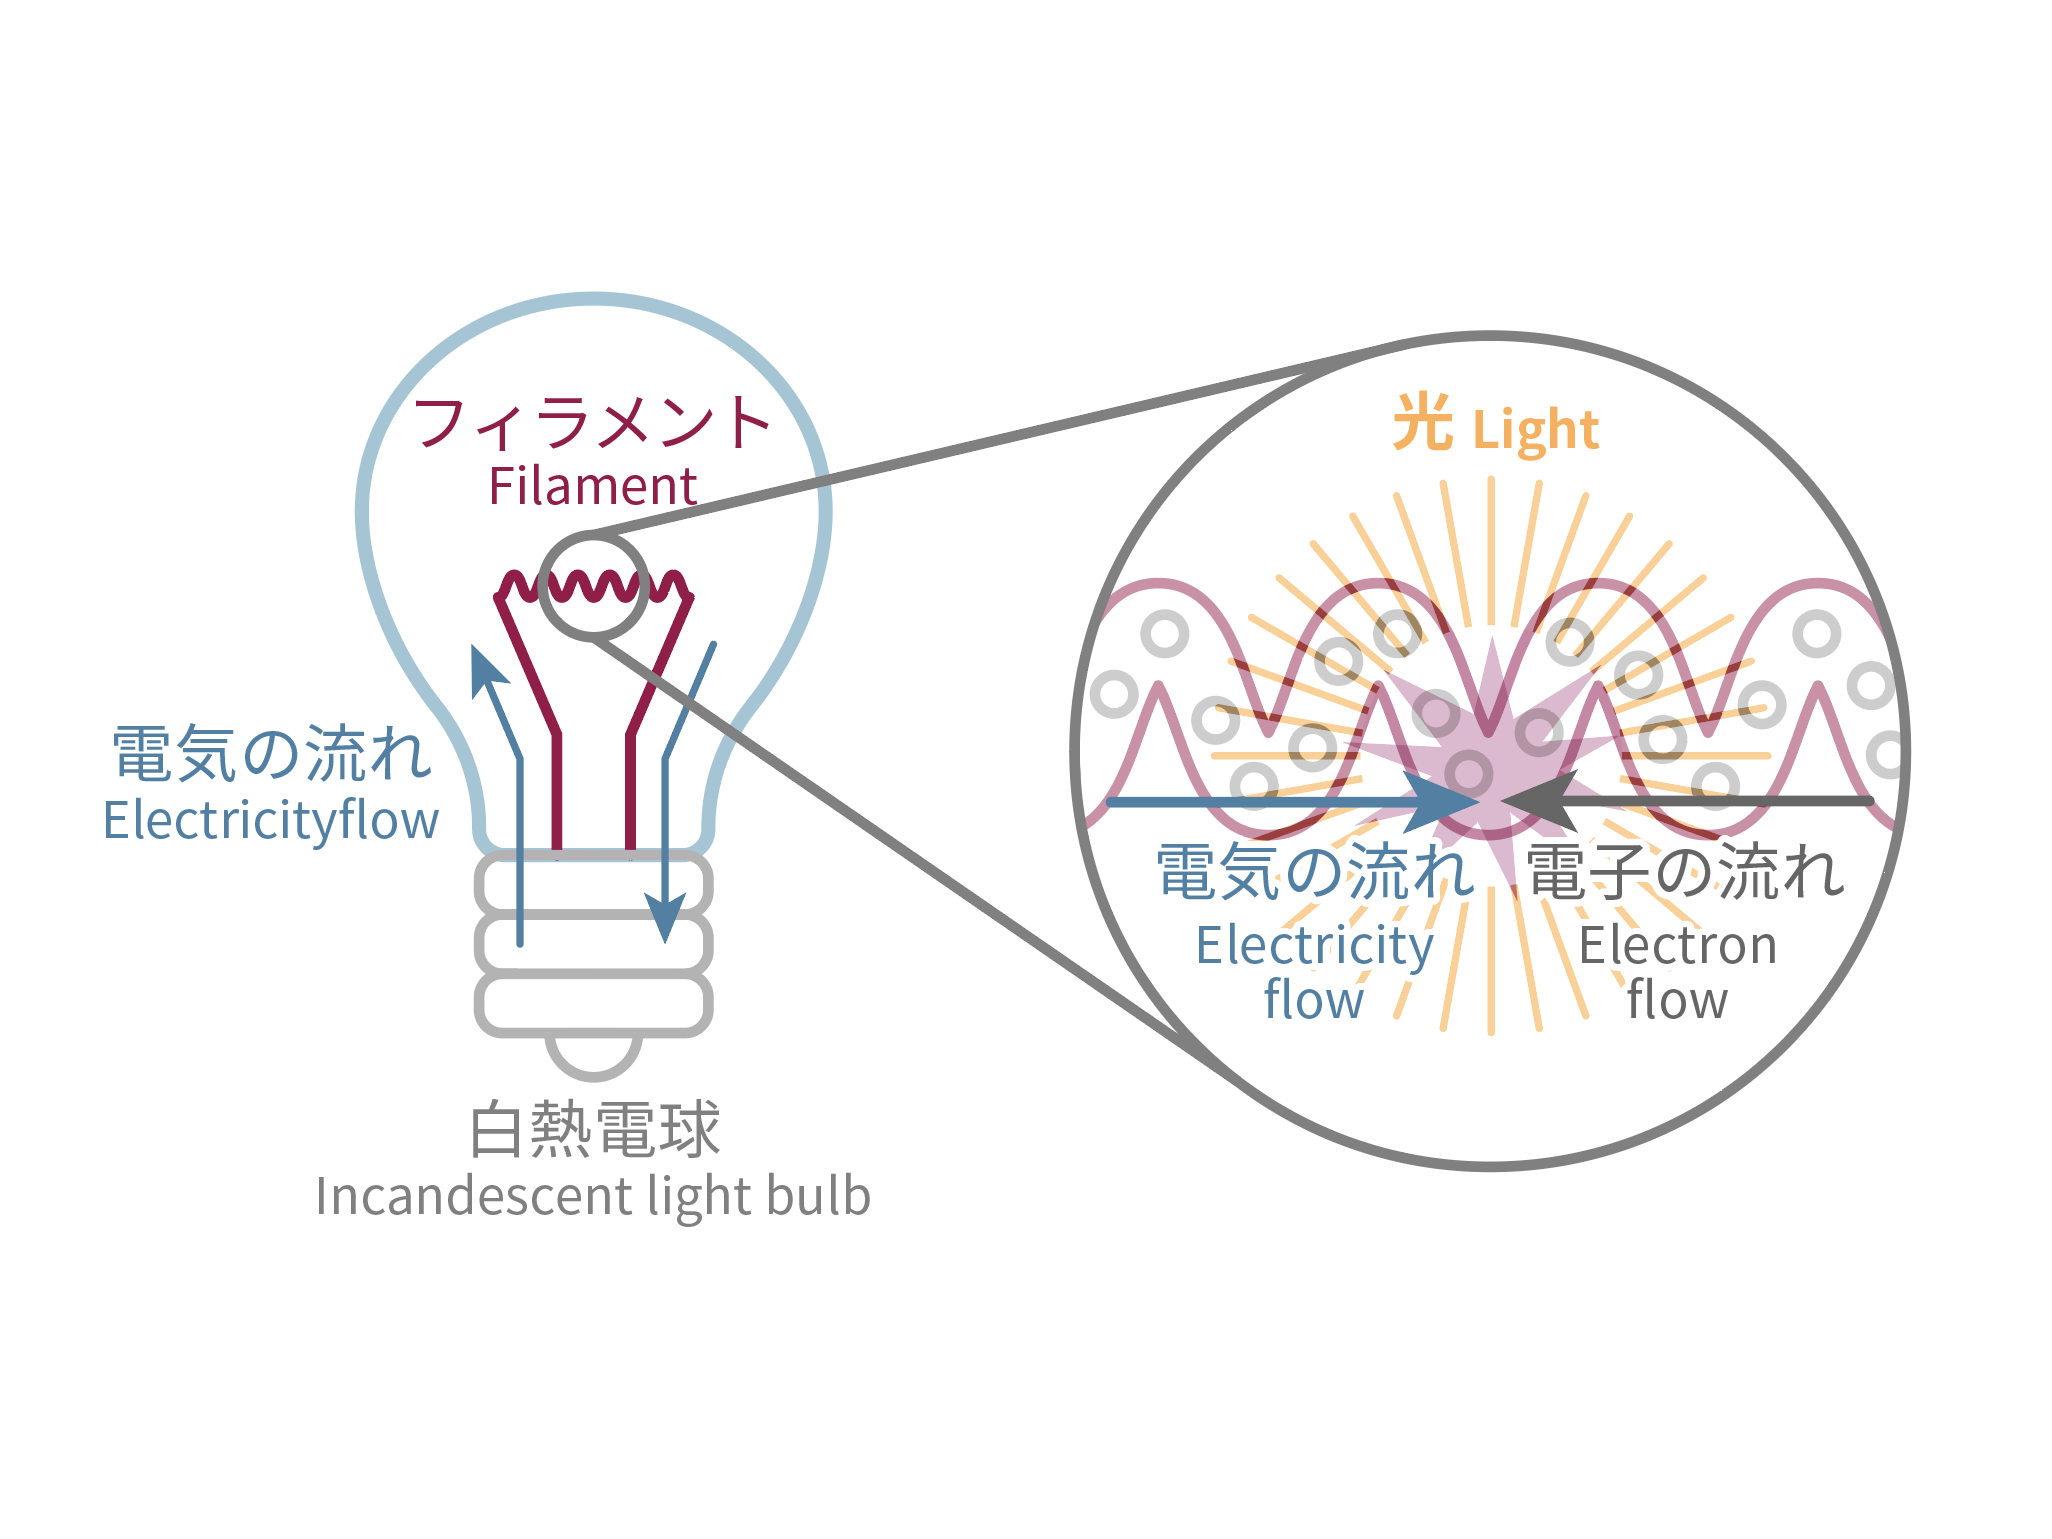 フィラメント
Filament
電気の流れ
Electricityflow
白熱電球
Incandescent light bulb
光 Light
電気の流れ
Electricity
flow
電子の流れ
Electron
flow